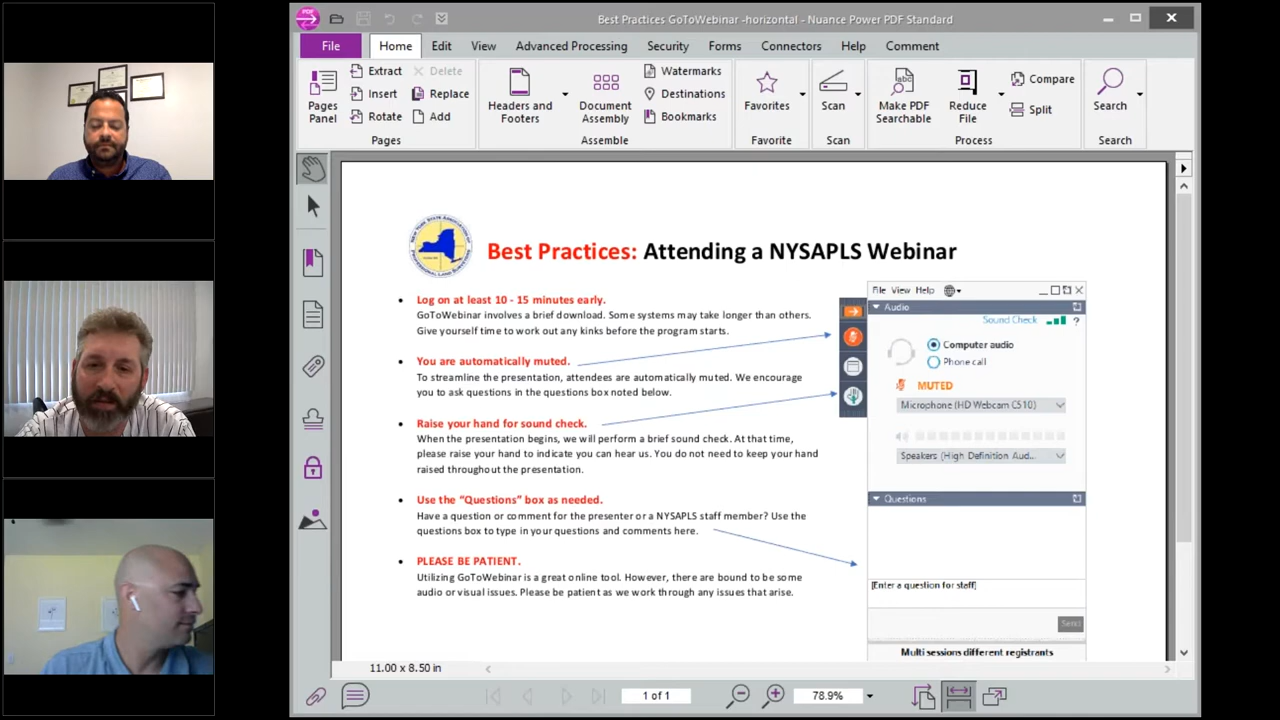 Best Practices GoToWebinar -horizontal - Nuance Power PDF Standard
File Home Edit View Advanced Processing Security Forms Connectors Help Comment
Extract Delete
Insert Replace
Rotate Add
Pages Panel
Pages
Headers and Footers
Document Assembly
Watermarks
Destinations
Bookmarks
Assemble
Favorites
Favorite
Scan
Scan
Make PDF Searchable
Reduce File
Compare
Split
Process
Search
Search
Best Practices: Attending a NYSAPLS Webinar
• Log on at least 10 - 15 minutes early.
GoToWebinar involves a brief download. Some systems may take longer than others.
Give yourself time to work out any kinks before the program starts.
• You are automatically muted.
To streamline the presentation, attendees are automatically muted. We encourage
you to ask questions in the questions box noted below.
• Raise your hand for sound check.
When the presentation begins, we will perform a brief sound check. At that time,
please raise your hand to indicate you can hear us. You do not need to keep your hand
raised throughout the presentation.
• Use the “Questions” box as needed.
Have a question or comment for the presenter or a NYSAPLS staff member? Use the
questions box to type in your questions and comments here.
• PLEASE BE PATIENT.
Utilizing GoToWebinar is a great online tool. However, there are bound to be some
audio or visual issues. Please be patient as we work through any issues that arise.
File View Help
Audio
Sound Check ?
Computer audio
Phone call
MUTED
Microphone (HD Webcam C510)
Speakers (High Definition Aud...
Questions
[Enter a question for staff]
Send
Multi sessions different registrants
11.00 x 8.50 in
1 of 1
78.9%